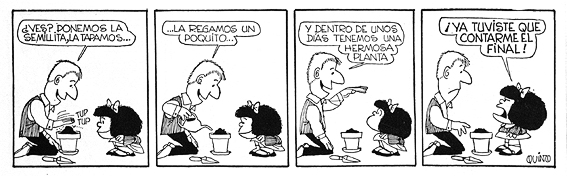 ¿VES? PONEMOS LA
SEMILLITA, LA TAPAMOS...
TUP
TUP
...LA REGAMOS UN
POQUITO...
Y DENTRO DE UNOS
DÍAS TENEMOS UNA
HERMOSA
PLANTA
¡YA TUVISTE QUE
CONTARME EL
FINAL!
QUINO